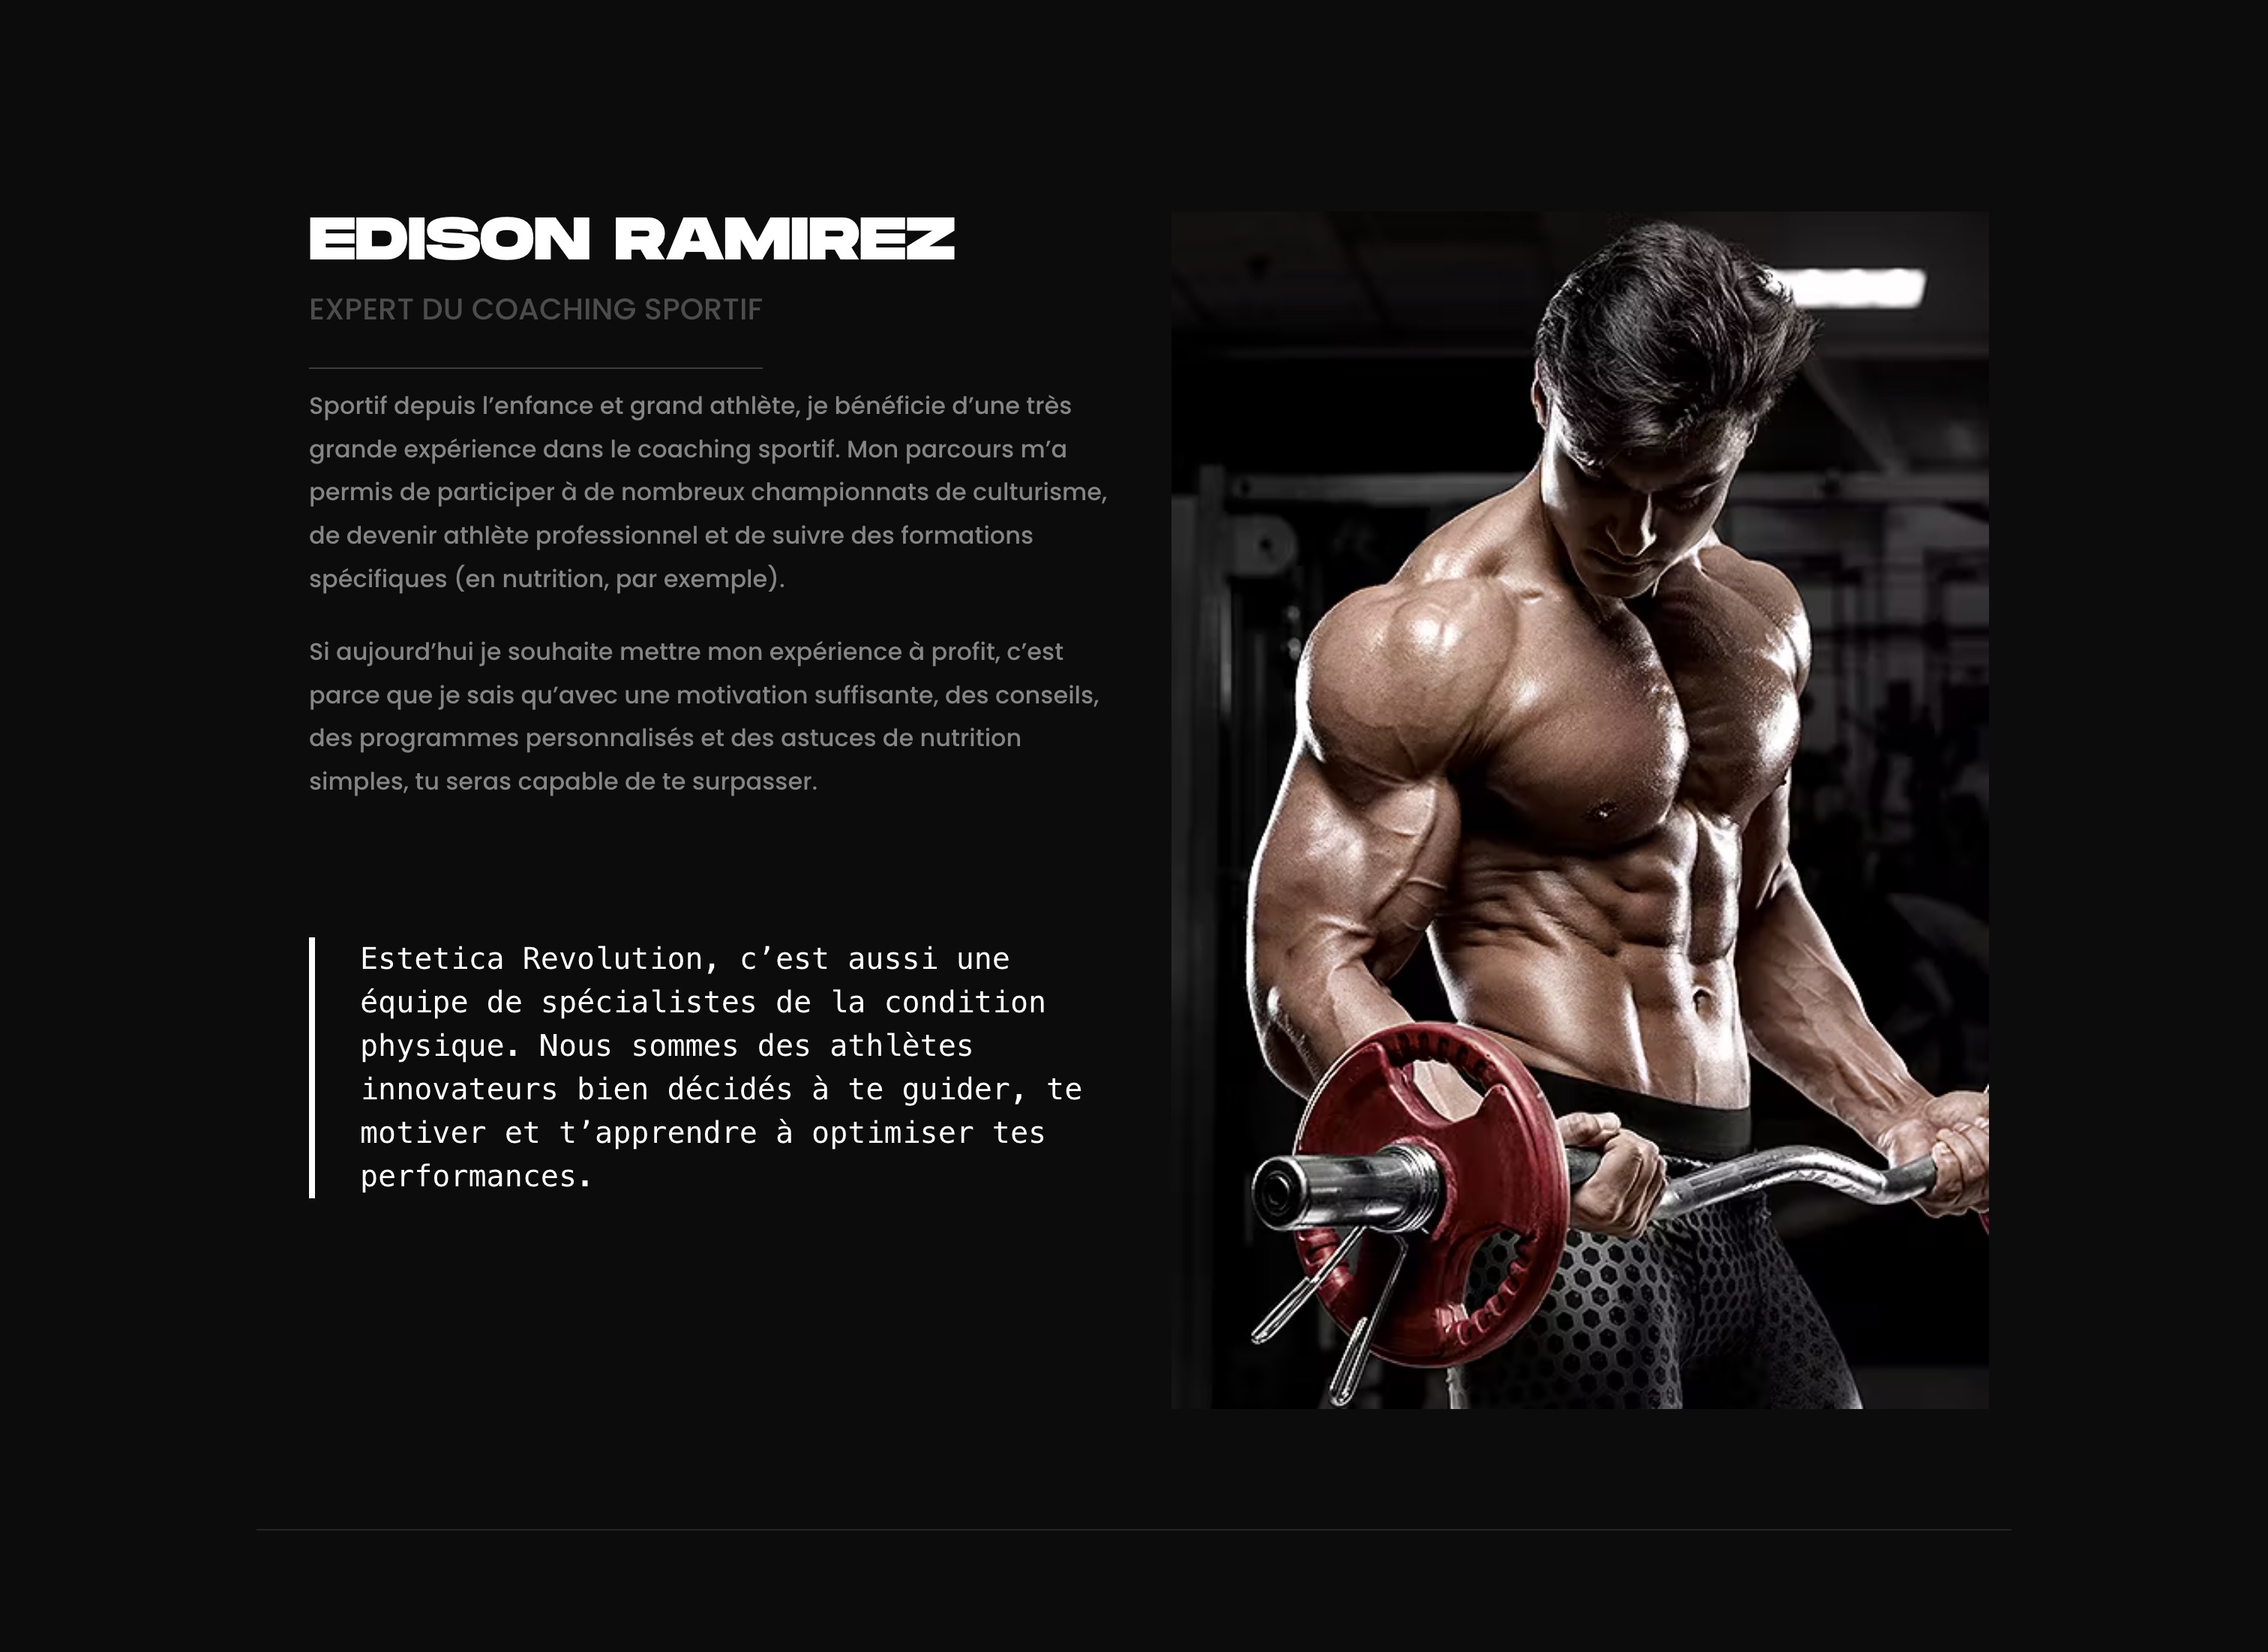 EDISON RAMIREZ
EXPERT DU COACHING SPORTIF
Sportif depuis l’enfance et grand athlète, je bénéficie d’une très
grande expérience dans le coaching sportif. Mon parcours m’a
permis de participer à de nombreux championnats de culturisme,
de devenir athlète professionnel et de suivre des formations
spécifiques (en nutrition, par exemple).
Si aujourd’hui je souhaite mettre mon expérience à profit, c’est
parce que je sais qu’avec une motivation suffisante, des conseils,
des programmes personnalisés et des astuces de nutrition
simples, tu seras capable de te surpasser.
Estetica Revolution, c’est aussi une
équipe de spécialistes de la condition
physique. Nous sommes des athlètes
innovateurs bien décidés à te guider, te
motiver et t’apprendre à optimiser tes
performances.